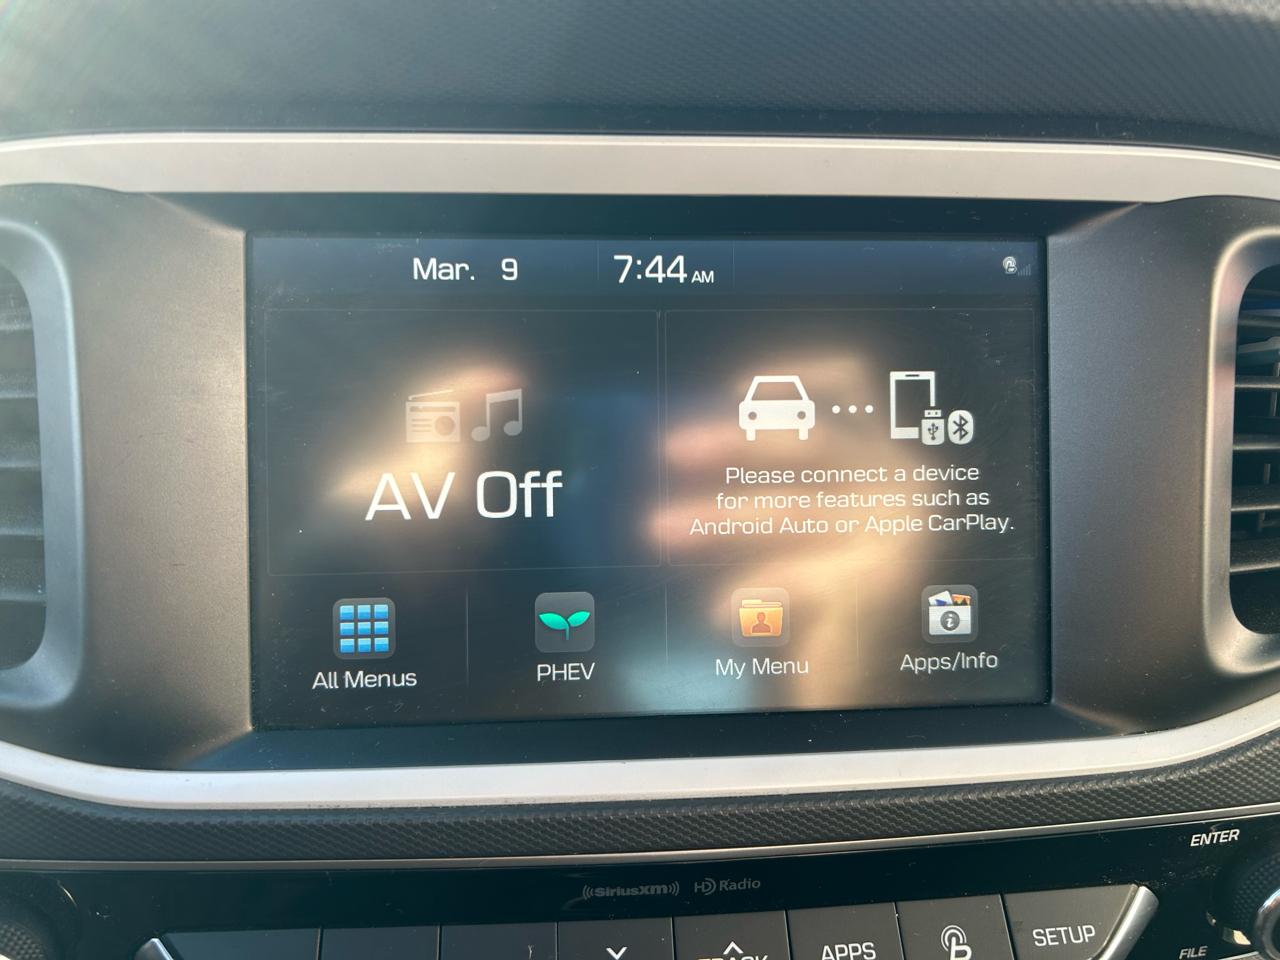 Mar. 9 7:44 AM
AV Off
Please connect a device
for more features such as
Android Auto or Apple CarPlay.
All Menus PHEV My Menu Apps/Info
ENTER
((SiriusXM)) HD Radio
TRACK APPS SETUP
FILE